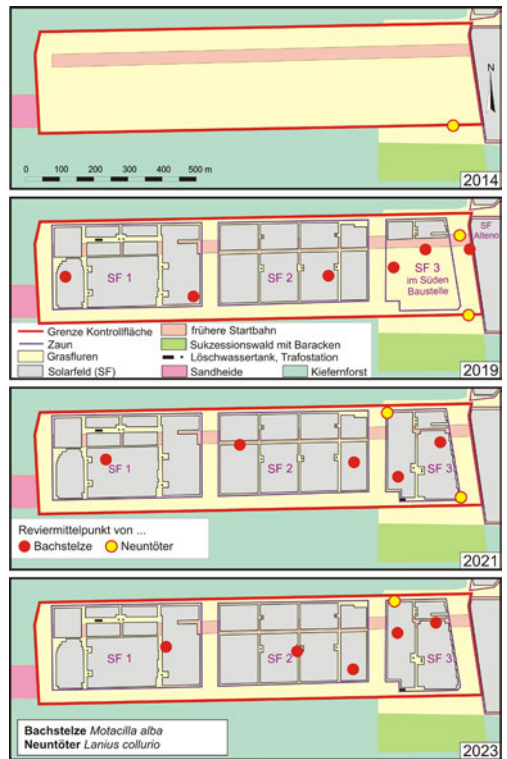 N
0 100 200 300 400 500 m
2014
SF
Alteno
SF 1
SF 2
SF 3
im Süden
Baustelle
Grenze Kontrollfläche
Zaun
Grasfluren
Solarfeld (SF)
frühere Startbahn
Sukzessionswald mit Baracken
Löschwassertank, Trafostation
Sandheide
Kiefernforst
2019
SF 1
SF 2
SF 3
Reviermittelpunkt von ...
Bachstelze Neuntöter
2021
SF 1
SF 2
SF 3
Bachstelze Motacilla alba
Neuntöter Lanius collurio
2023